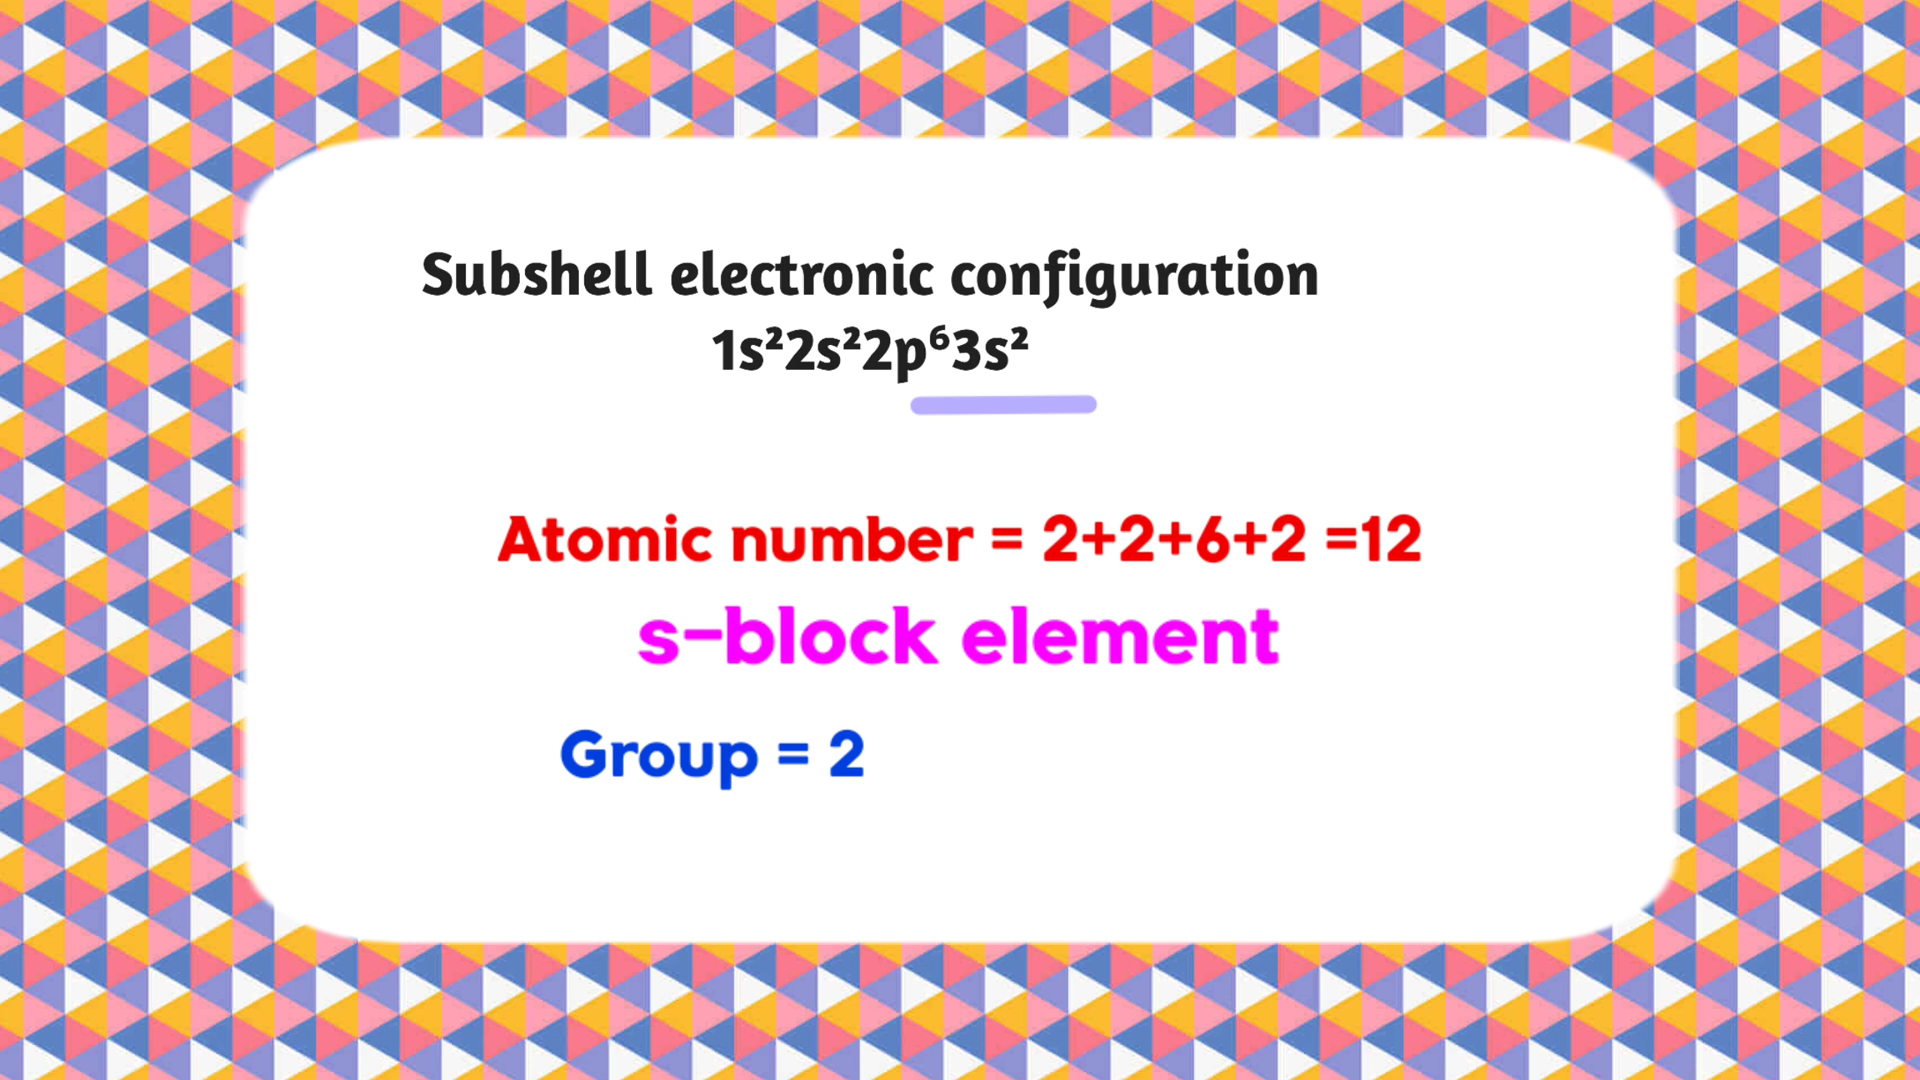 Subshell electronic configuration
1s²2s²2p⁶3s²
Atomic number = 2+2+6+2 =12
s-block element
Group = 2